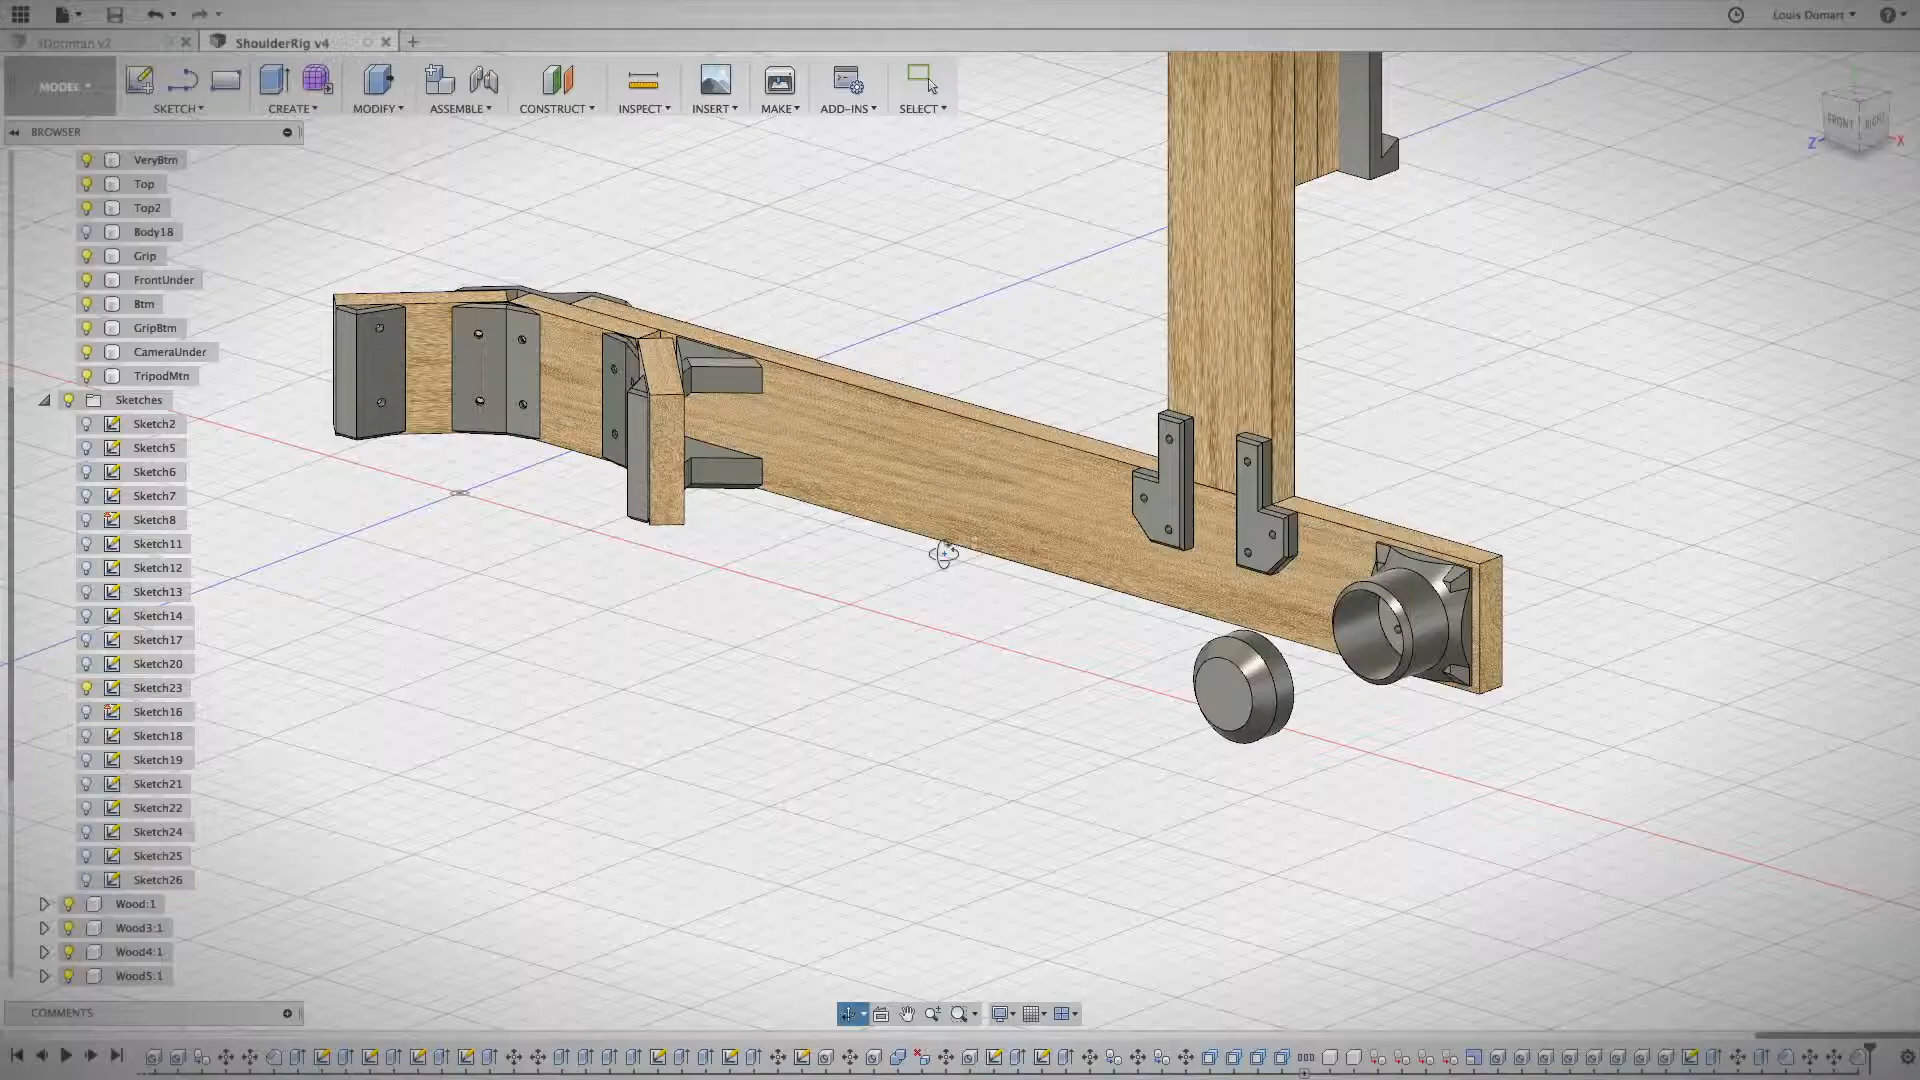 Louis Domart
3Docman v2
ShoulderRig v4
MODEL
SKETCH
CREATE
MODIFY
ASSEMBLE
CONSTRUCT
INSPECT
INSERT
MAKE
ADD-INS
SELECT
BROWSER
FRONT
RIGHT
Z
X
VeryBtm
Top
Top2
Body18
Grip
FrontUnder
Btm
GripBtm
CameraUnder
TripodMtn
Sketches
Sketch2
Sketch5
Sketch6
Sketch7
Sketch8
Sketch11
Sketch12
Sketch13
Sketch14
Sketch17
Sketch20
Sketch23
Sketch16
Sketch18
Sketch19
Sketch21
Sketch22
Sketch24
Sketch25
Sketch26
Wood:1
Wood3:1
Wood4:1
Wood5:1
COMMENTS